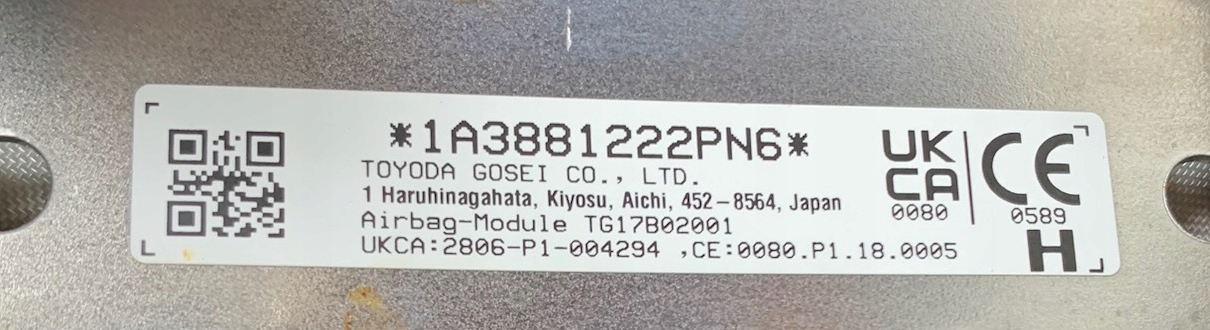 *1A3881222PN6*
TOYODA GOSEI CO., LTD.
1 Haruhinagahata, Kiyosu, Aichi, 452-8564, Japan
Airbag-Module TG17B02001
UKCA:2806-P1-004294 ,CE:0080.P1.18.0005
UK
CA
0080
CE
0589
H